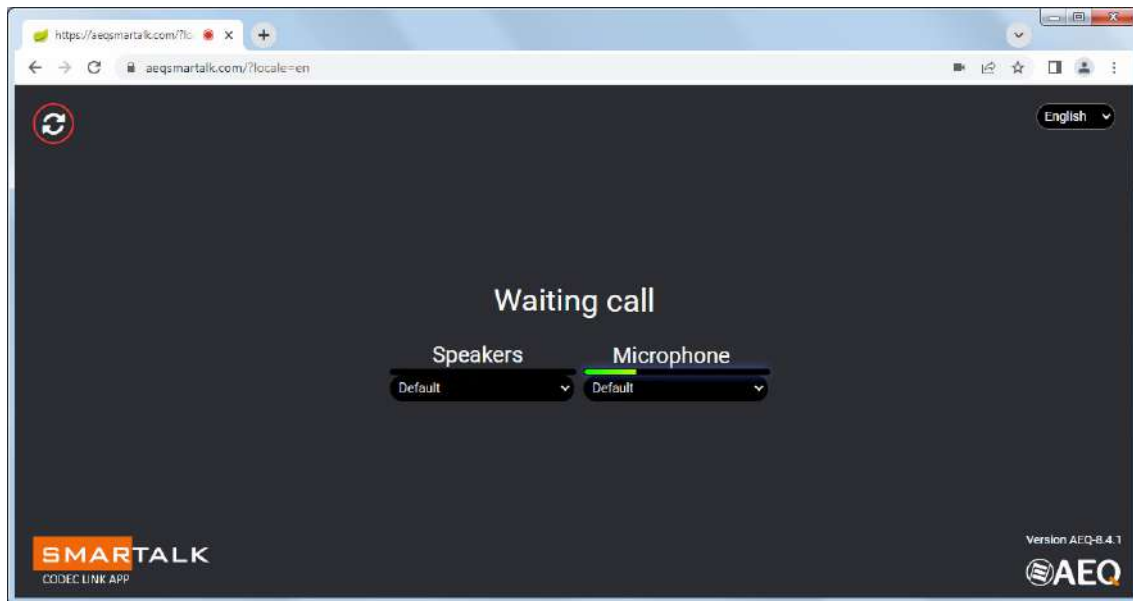 https://aeqsmartalk.com/?lo
aeqsmartalk.com/?locale=en
English
Waiting call
Speakers
Microphone
Default
Default
SMARTALK
CODEC LINK APP
Version AEQ-8.4.1
AEQ